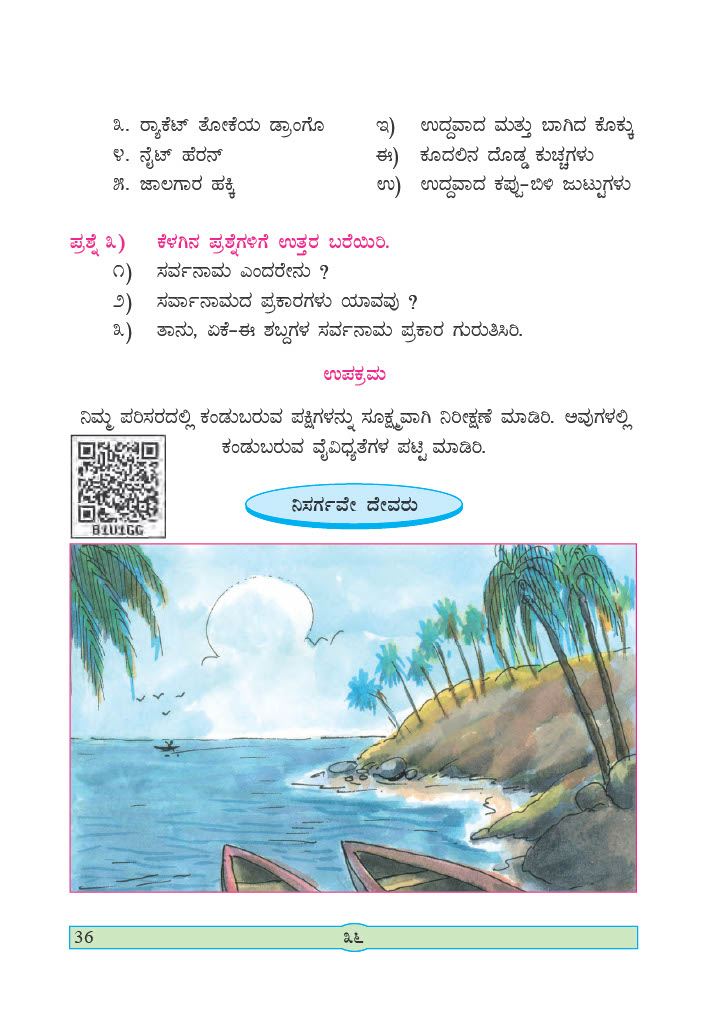 ೩. ರ‍್ಯಾಕೆಟ್ ತೋಕೆಯ ಡ್ರಾಂಗೊ ಇ) ಉದ್ದವಾದ ಮತ್ತು ಬಾಗಿದ ಕೊಕ್ಕು
೪. ನೈಟ್ ಹೆರನ್ ಈ) ಕೂದಲಿನ ದೊಡ್ಡ ಕುಚ್ಚಗಳು
೫. ಜಾಲಗಾರ ಹಕ್ಕಿ ಉ) ಉದ್ದವಾದ ಕಪ್ಪು-ಬಿಳಿ ಜುಟ್ಟುಗಳು
ಪ್ರಶ್ನೆ ೩) ಕೆಳಗಿನ ಪ್ರಶ್ನೆಗಳಿಗೆ ಉತ್ತರ ಬರೆಯಿರಿ.
೧) ಸರ್ವನಾಮ ಎಂದರೇನು ?
೨) ಸರ್ವಾನಾಮದ ಪ್ರಕಾರಗಳು ಯಾವವು ?
೩) ತಾನು, ಏಕೆ-ಈ ಶಬ್ದಗಳ ಸರ್ವನಾಮ ಪ್ರಕಾರ ಗುರುತಿಸಿರಿ.
ಉಪಕ್ರಮ
ನಿಮ್ಮ ಪರಿಸರದಲ್ಲಿ ಕಂಡುಬರುವ ಪಕ್ಷಿಗಳನ್ನು ಸೂಕ್ಷ್ಮವಾಗಿ ನಿರೀಕ್ಷಣೆ ಮಾಡಿರಿ. ಅವುಗಳಲ್ಲಿ
ಕಂಡುಬರುವ ವೈವಿಧ್ಯತೆಗಳ ಪಟ್ಟಿ ಮಾಡಿರಿ.
B1U1GG
ನಿಸರ್ಗವೇ ದೇವರು
36 ೩೬